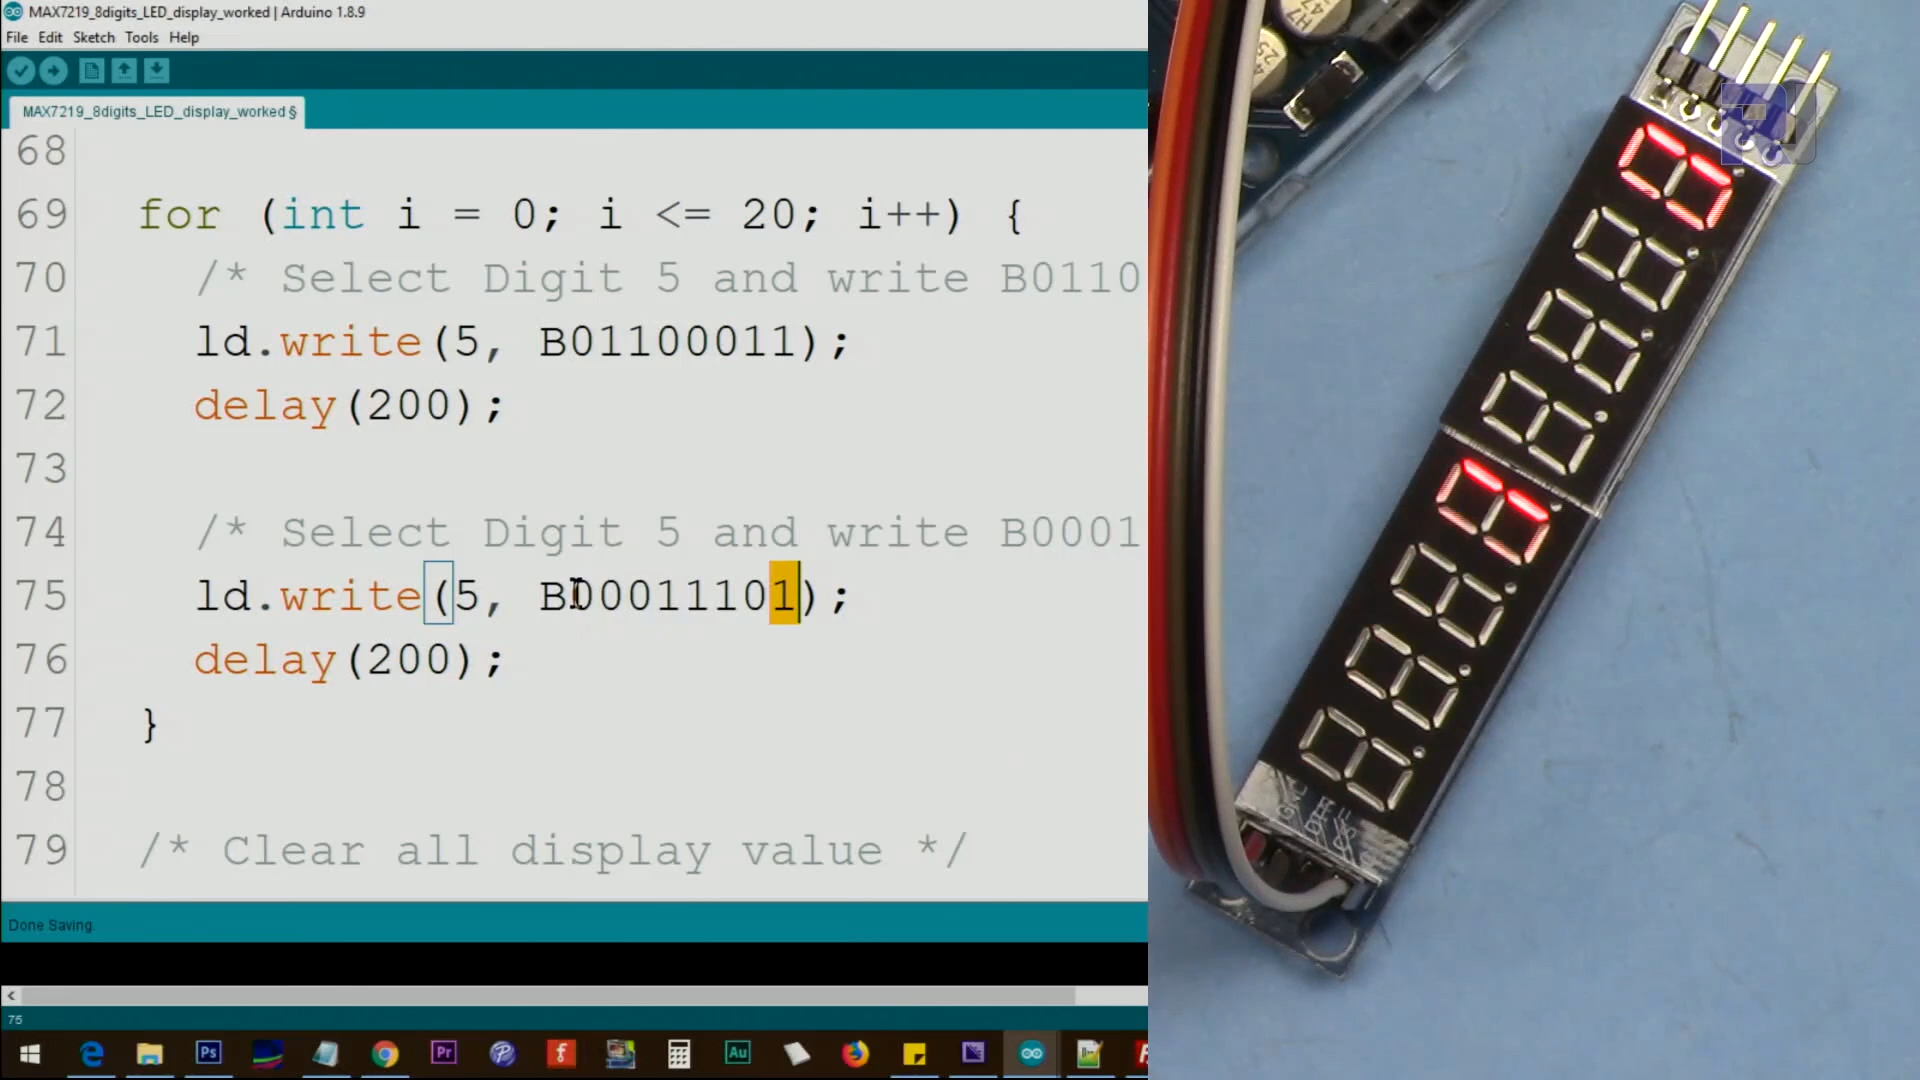 MAX7219_8digits_LED_display_worked | Arduino 1.8.9
File Edit Sketch Tools Help
MAX7219_8digits_LED_display_worked §
68
69 for (int i = 0; i <= 20; i++) {
70 /* Select Digit 5 and write B0110
71 ld.write(5, B01100011);
72 delay(200);
73
74 /* Select Digit 5 and write B0001
75 ld.write(5, B00011101);
76 delay(200);
77 }
78
79 /* Clear all display value */
Done Saving.
75
Ps
Pr
Au